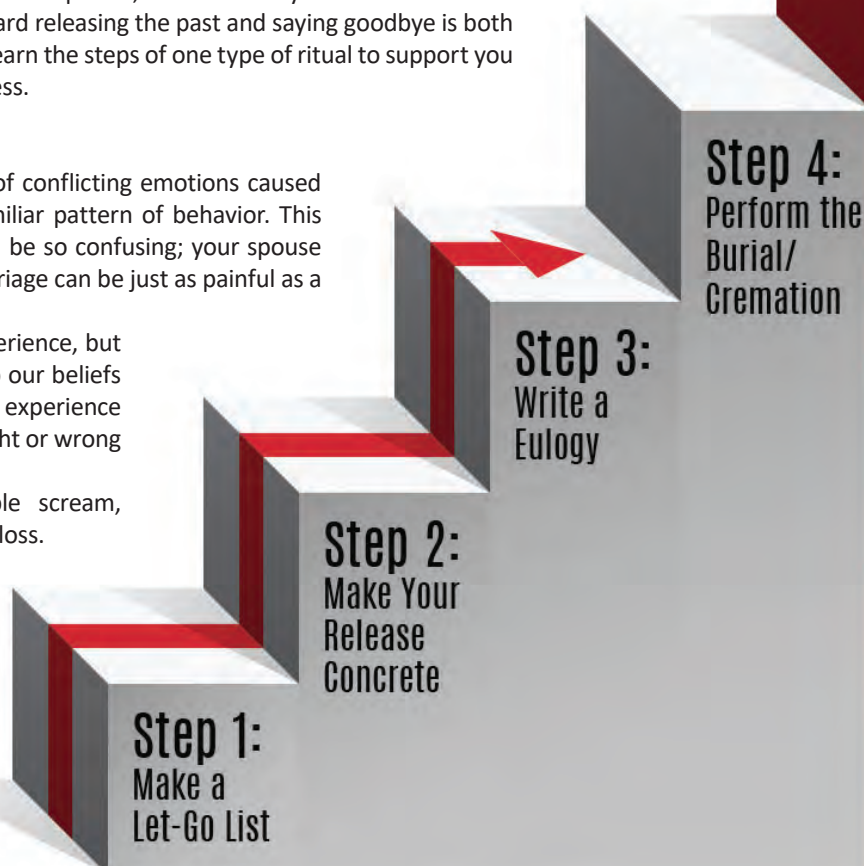 ard releasing the past and saying goodbye is both
earn the steps of one type of ritual to support you
ess.
of conflicting emotions caused
niliar pattern of behavior. This
be so confusing; your spouse
riage can be just as painful as a
erience, but
our beliefs
experience
ht or wrong
ole scream,
loss.
Step 4:
Perform the
Burial/
Cremation
Step 3:
Write a
Eulogy
Step 2:
Make Your
Release
Concrete
Step 1:
Make a
Let-Go List